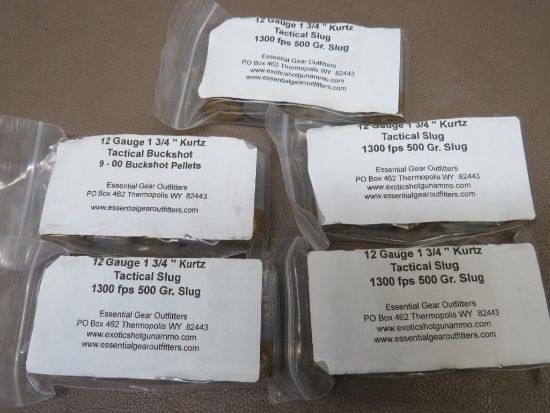 12 Gauge 1 3/4 " Kurtz
Tactical Slug
1300 fps 500 Gr. Slug
Essential Gear Outfitters
PO Box 462 Thermopolis WY 82443
www.exoticshotgunammo.com
www.essentialgearoutfitters.com
12 Gauge 1 3/4 " Kurtz
Tactical Buckshot
9 - 00 Buckshot Pellets
Essential Gear Outfitters
PO Box 462 Thermopolis WY 82443
www.essentialgearoutfitters.com
12 Gauge 1 3/4 " Kurtz
Tactical Slug
1300 fps 500 Gr. Slug
Essential Gear Outfitters
PO Box 462 Thermopolis WY 82443
www.exoticshotgunammo.com
www.essentialgearoutfitters.com
12 Gauge 1 3/4 " Kurtz
Tactical Slug
1300 fps 500 Gr. Slug
Essential Gear Outfitters
PO Box 462 Thermopolis WY 82443
www.exoticshotgunammo.com
www.essentialgearoutfitters.com
12 Gauge 1 3/4 " Kurtz
Tactical Slug
1300 fps 500 Gr. Slug
Essential Gear Outfitters
PO Box 462 Thermopolis WY 82443
www.exoticshotgunammo.com
www.essentialgearoutfitters.com